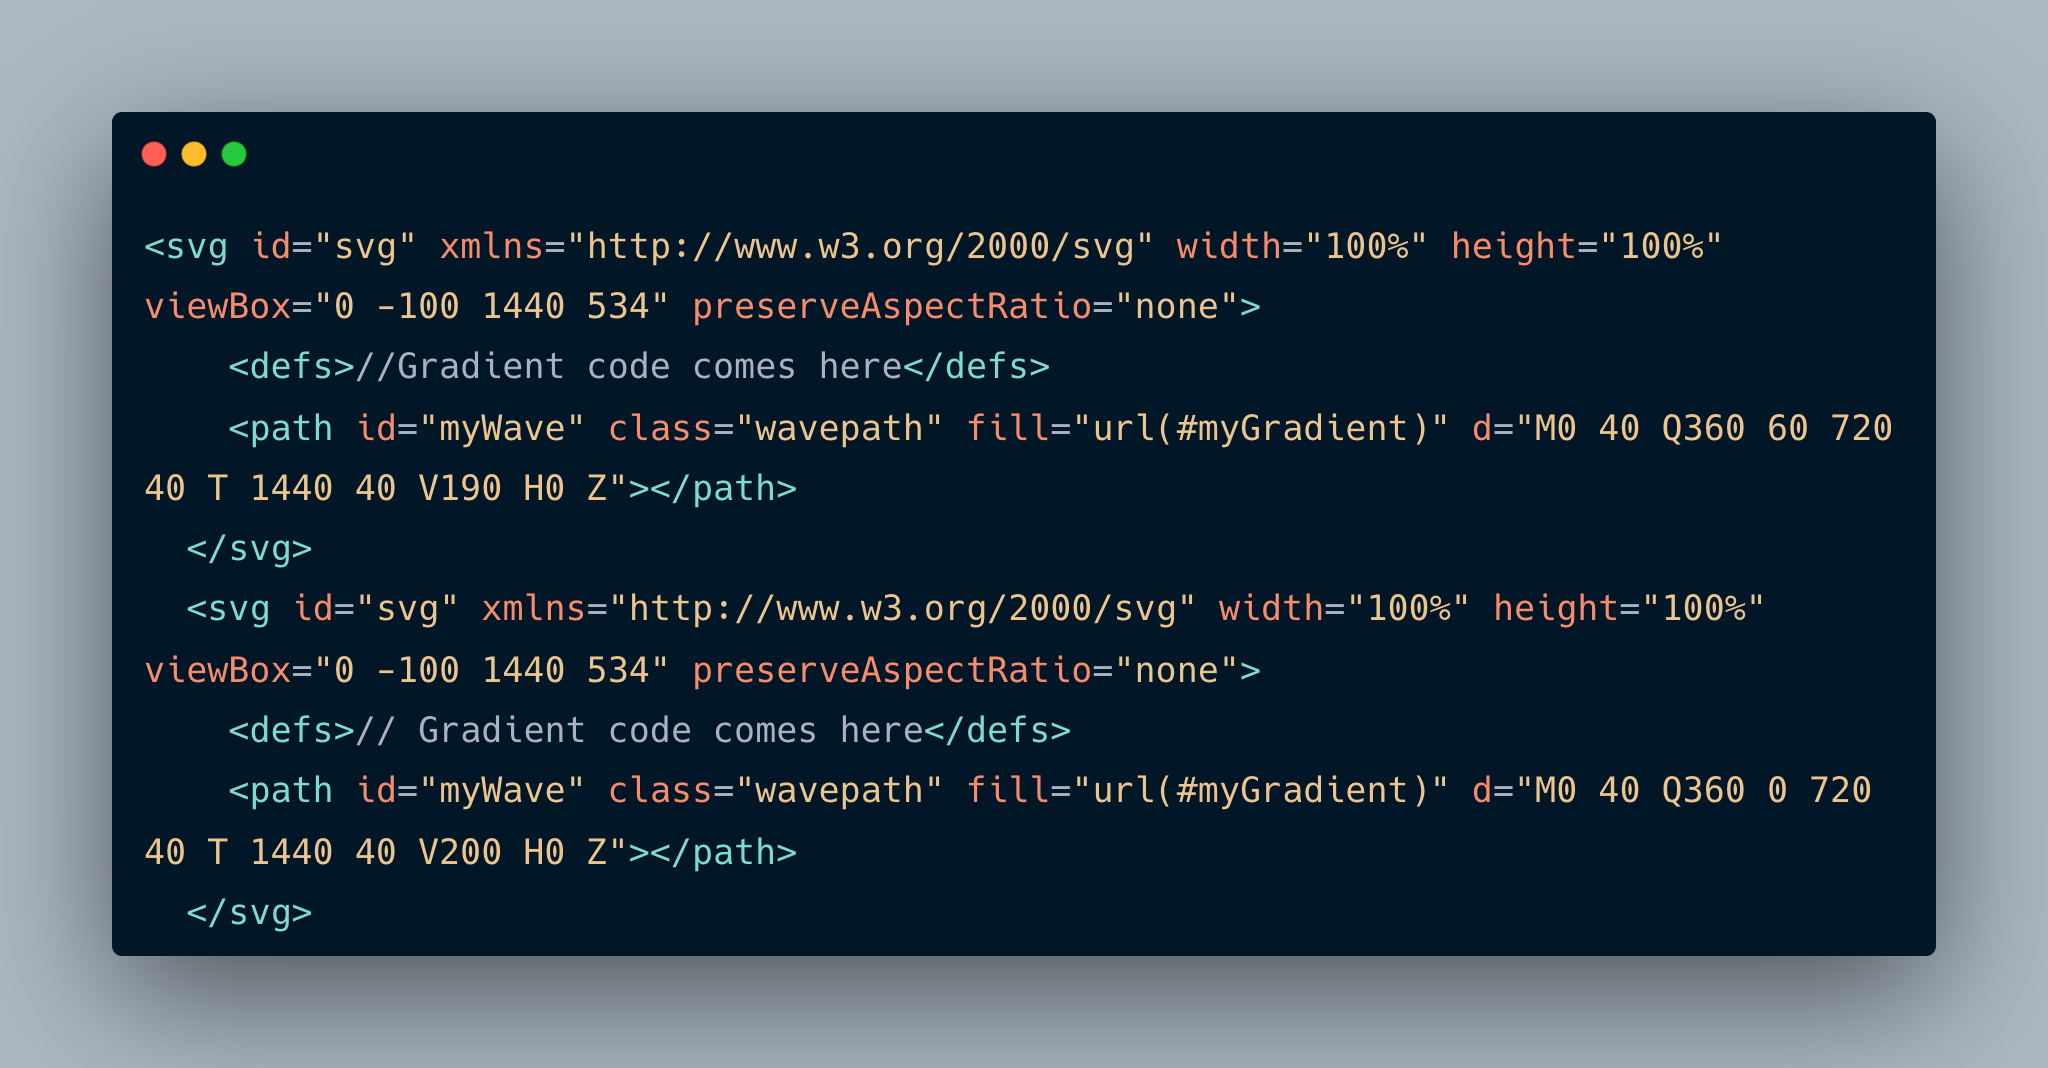 <svg id="svg" xmlns="http://www.w3.org/2000/svg" width="100%" height="100%"
viewBox="0 -100 1440 534" preserveAspectRatio="none">
    <defs>//Gradient code comes here</defs>
    <path id="myWave" class="wavepath" fill="url(#myGradient)" d="M0 40 Q360 60 720
40 T 1440 40 V190 H0 Z"></path>
  </svg>
  <svg id="svg" xmlns="http://www.w3.org/2000/svg" width="100%" height="100%"
viewBox="0 -100 1440 534" preserveAspectRatio="none">
    <defs>// Gradient code comes here</defs>
    <path id="myWave" class="wavepath" fill="url(#myGradient)" d="M0 40 Q360 0 720
40 T 1440 40 V200 H0 Z"></path>
  </svg>